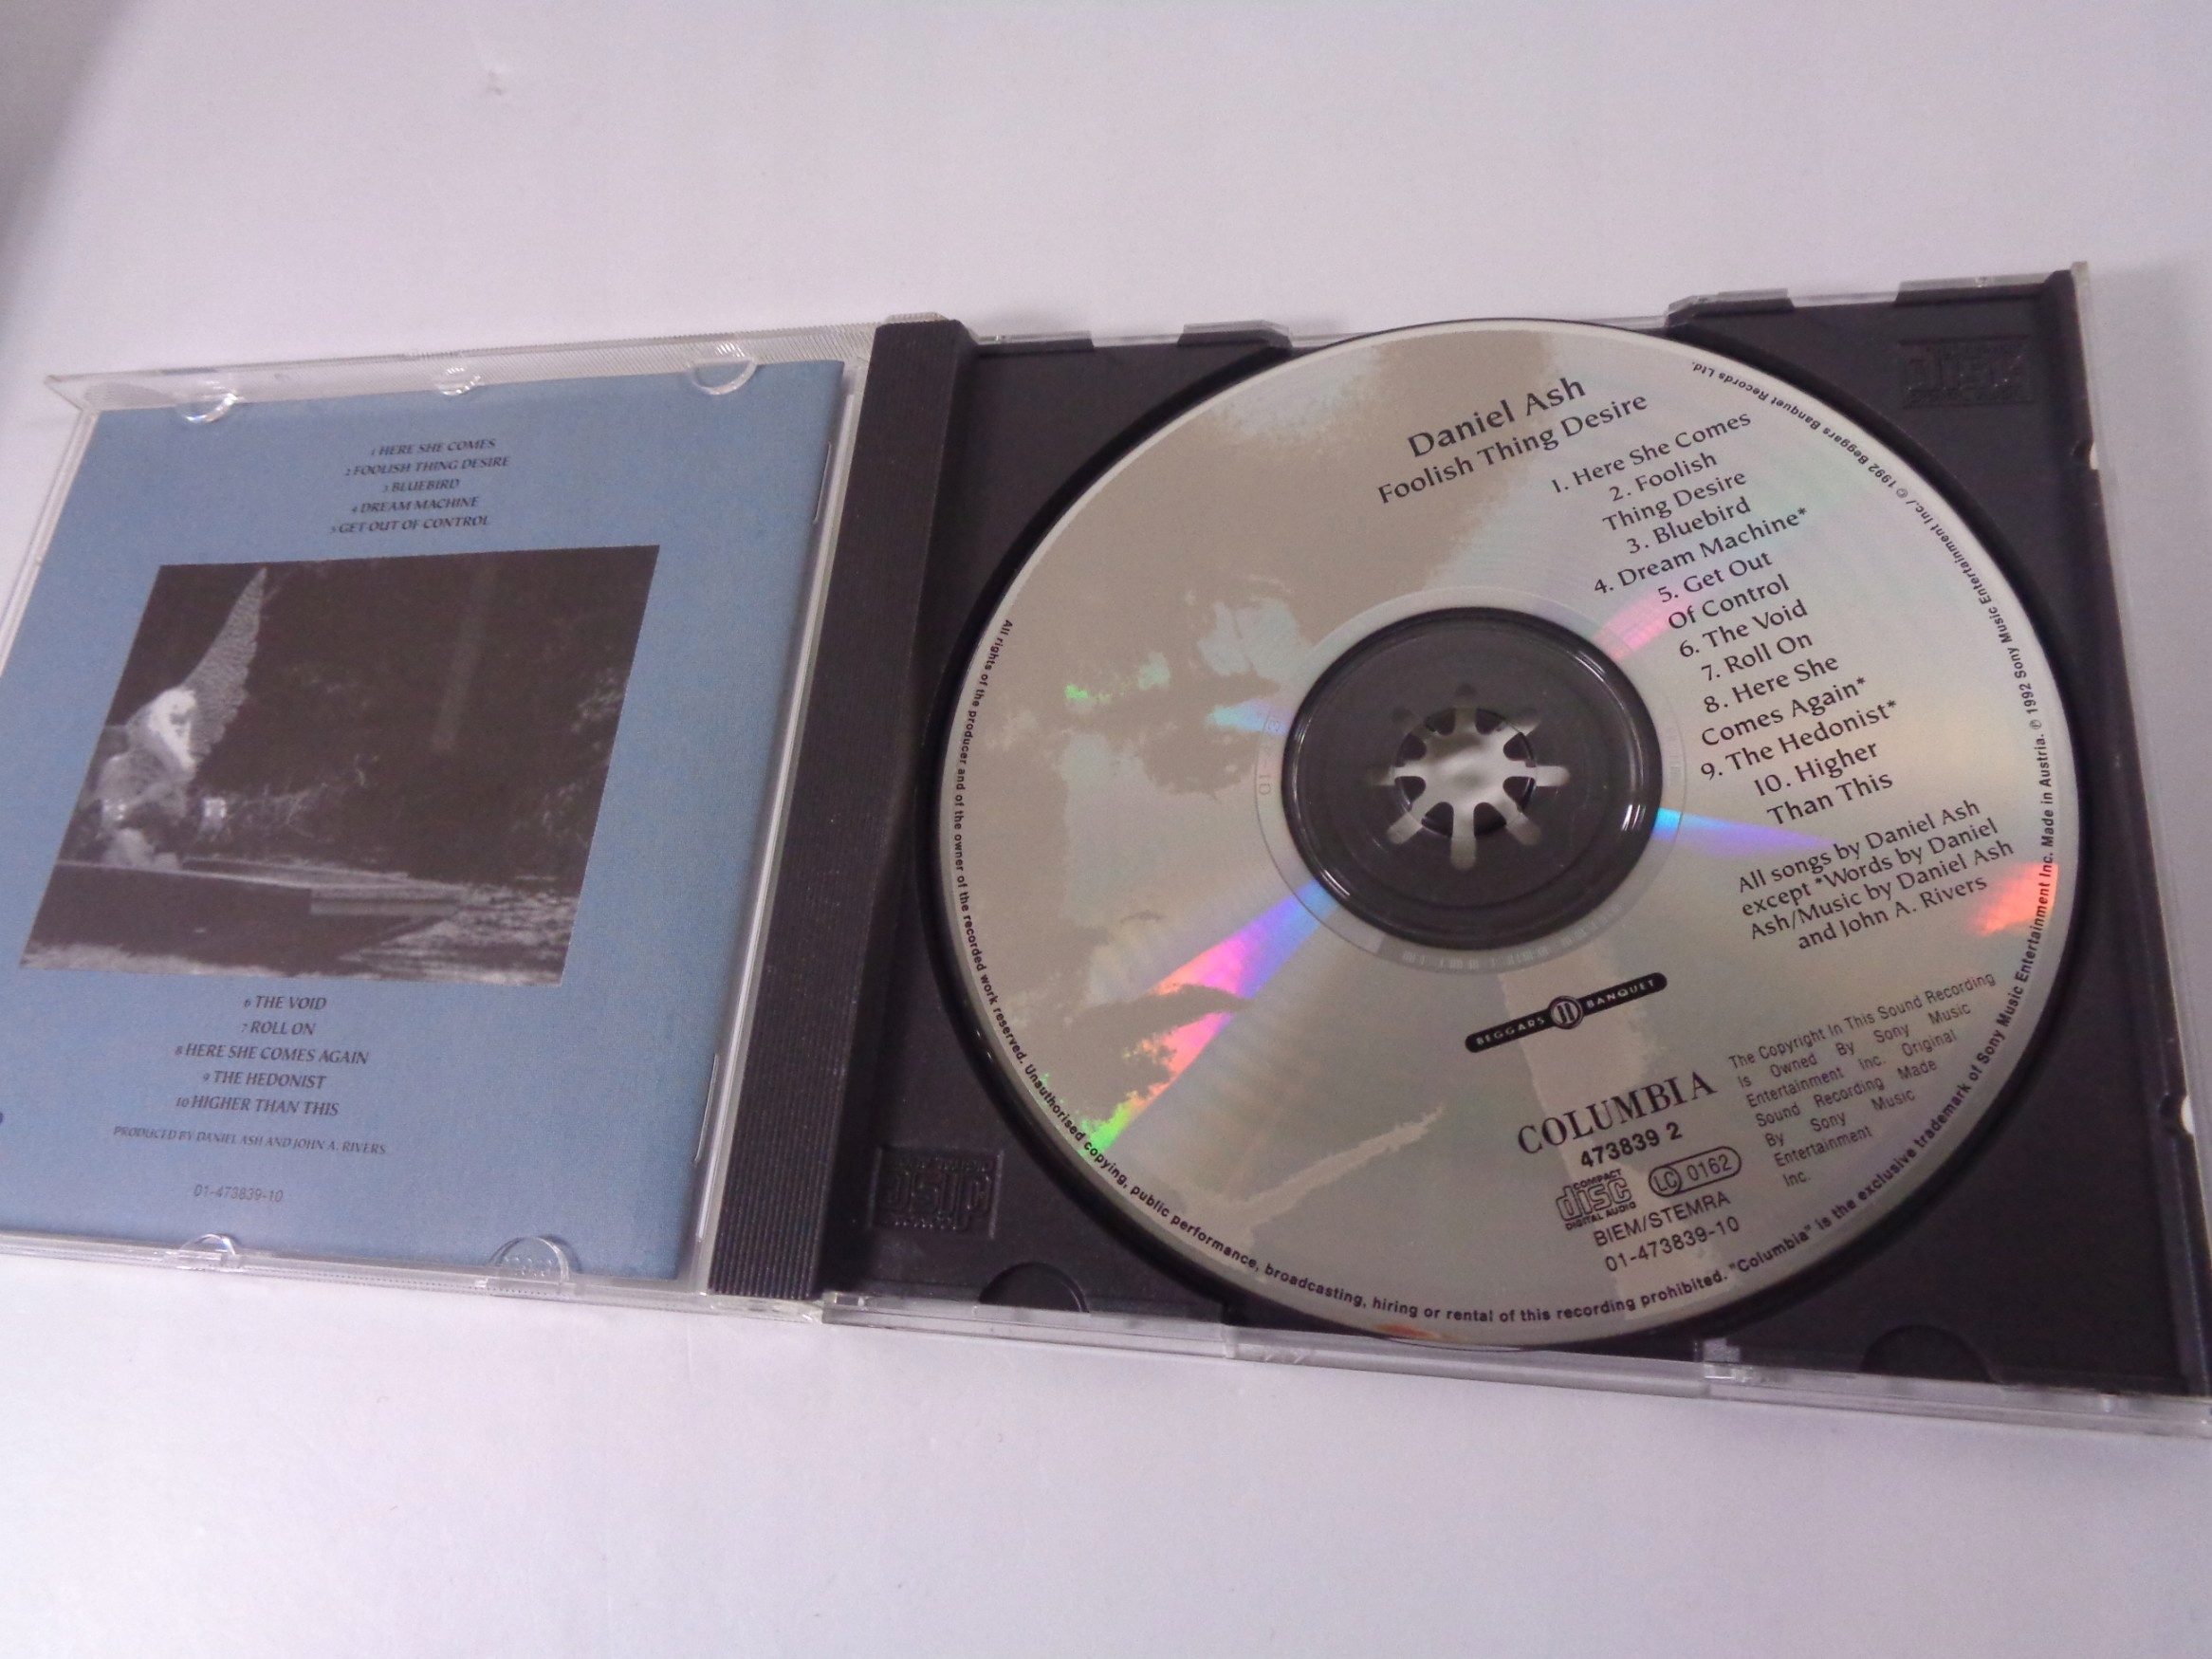 1 HERE SHE COMES
2 FOOLISH THING DESIRE
3 BLUEBIRD
4 DREAM MACHINE
5 GET OUT OF CONTROL
6 THE VOID
7 ROLL ON
8 HERE SHE COMES AGAIN
9 THE HEDONIST
10 HIGHER THAN THIS
PRODUCED BY DANIEL ASH AND JOHN A. RIVERS
01-473839-10
Daniel Ash
Foolish Thing Desire
1. Here She Comes
2. Foolish
Thing Desire
3. Bluebird
4. Dream Machine*
5. Get Out
Of Control
6. The Void
7. Roll On
8. Here She
Comes Again*
9. The Hedonist*
10. Higher
Than This
All songs by Daniel Ash
except *Words by Daniel
Ash/Music by Daniel Ash
and John A. Rivers
BEGGARS BANQUET
COLUMBIA
473839 2
COMPACT
disc
DIGITAL AUDIO
LC 0162
BIEM/STEMRA
01-473839-10
The Copyright In This Sound Recording
Is Owned By Sony Music
Entertainment Inc. Original
Sound Recording Made
By Sony Music
Entertainment
Inc.
All rights of the producer and of the owner of the recorded work reserved. Unauthorised copying, public performance, broadcasting, hiring or rental of this recording prohibited. "Columbia" is the exclusive trademark of Sony Music Entertainment Inc. Made in Austria. ℗ 1992 Sony Music Entertainment Inc./ © 1992 Beggars Banquet Records Ltd.